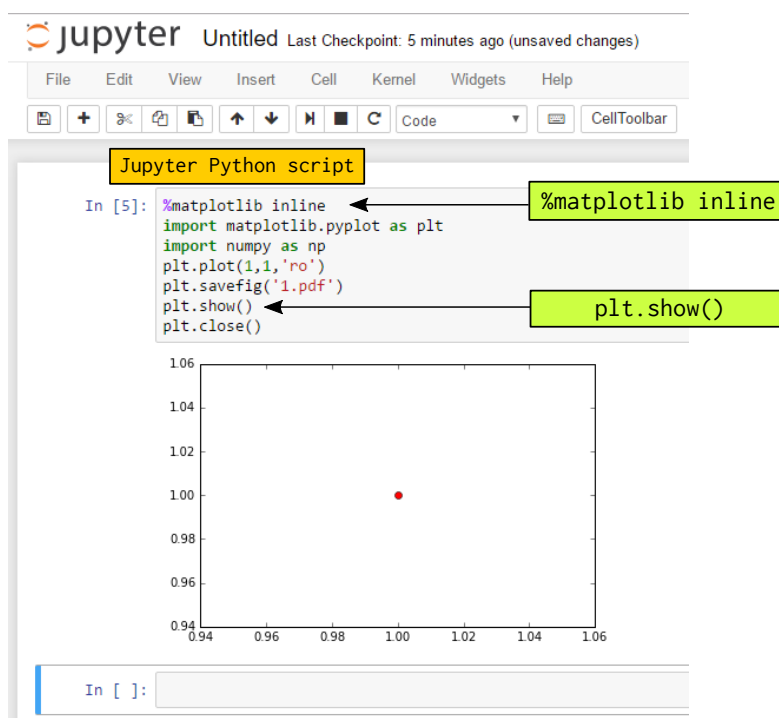 jupyter Untitled Last Checkpoint: 5 minutes ago (unsaved changes)
File Edit View Insert Cell Kernel Widgets Help
Code CellToolbar
Jupyter Python script
In [5]: %matplotlib inline
%matplotlib inline
import matplotlib.pyplot as plt
import numpy as np
plt.plot(1,1,'ro')
plt.savefig('1.pdf')
plt.show()
plt.show()
plt.close()
1.06
1.04
1.02
1.00
0.98
0.96
0.94
0.94 0.96 0.98 1.00 1.02 1.04 1.06
In [ ]: